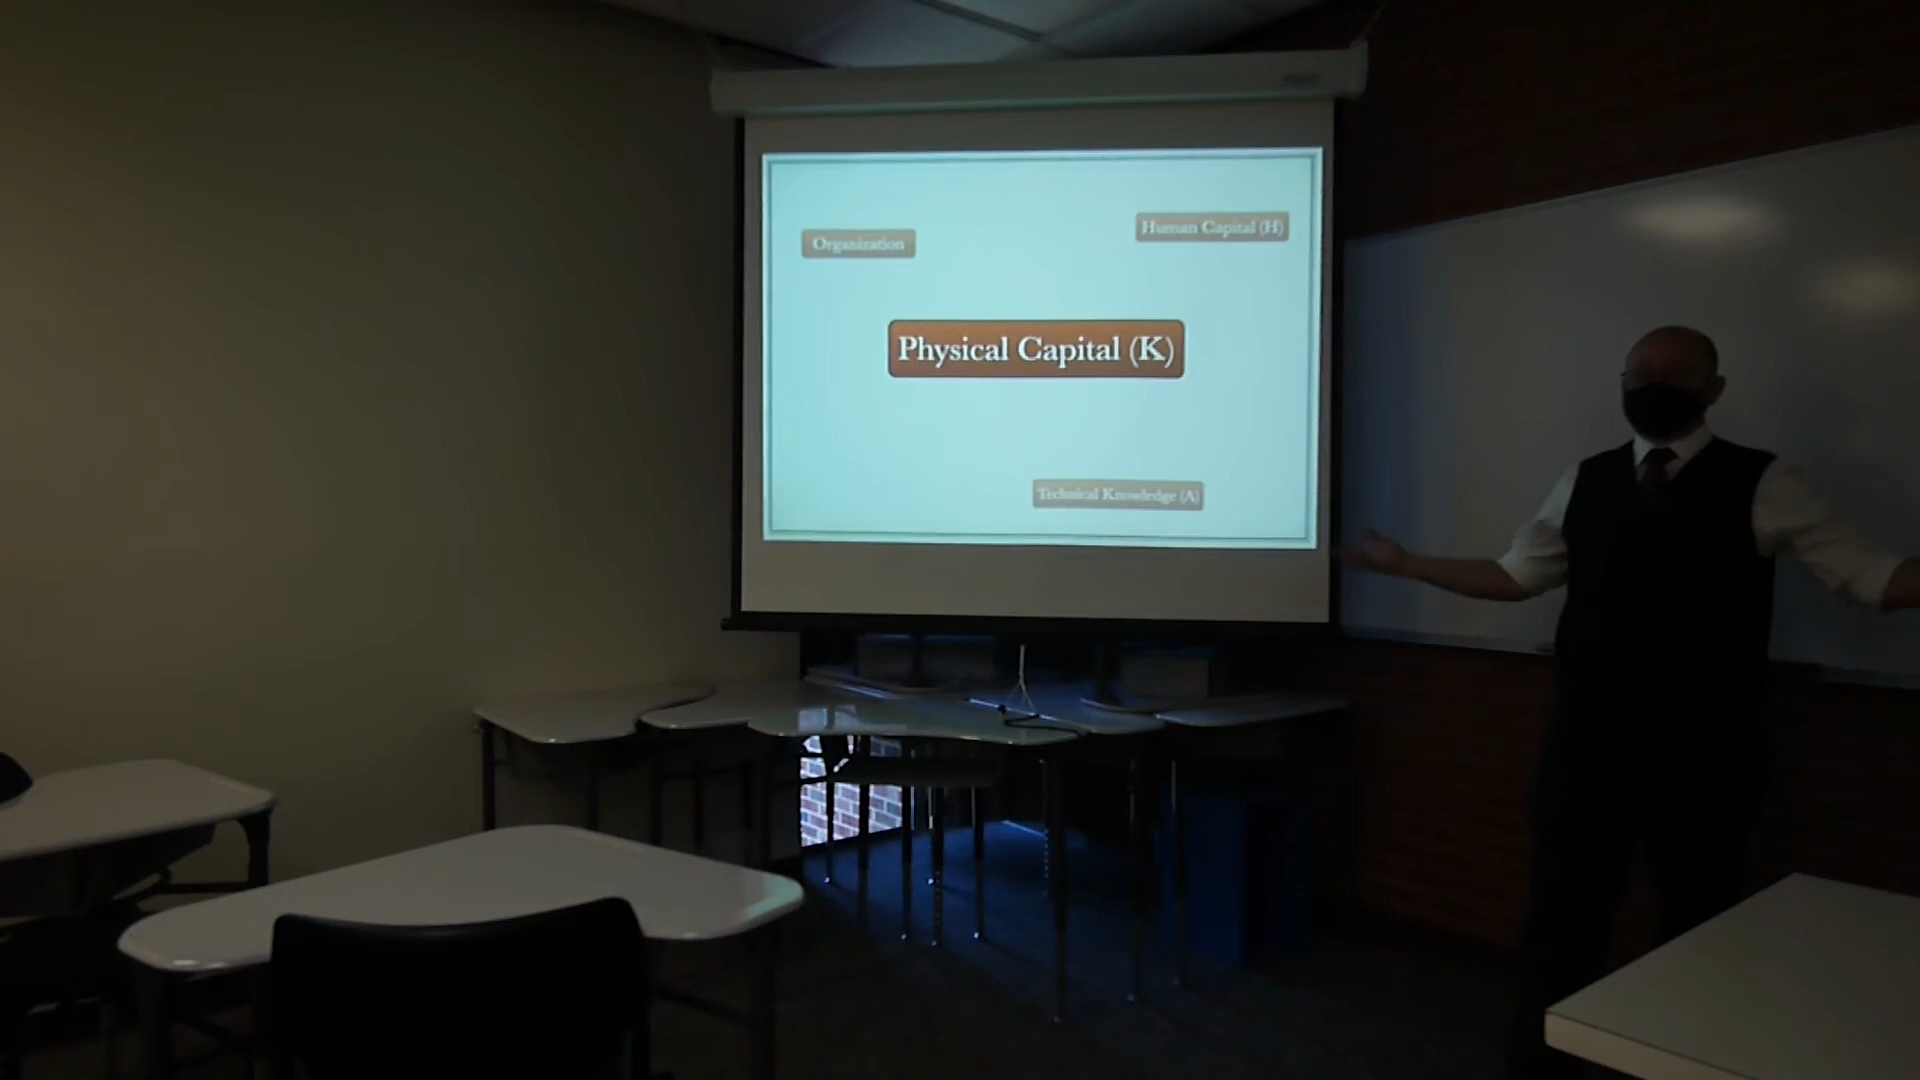 Organization
Human Capital (H)
Physical Capital (K)
Technical Knowledge (A)